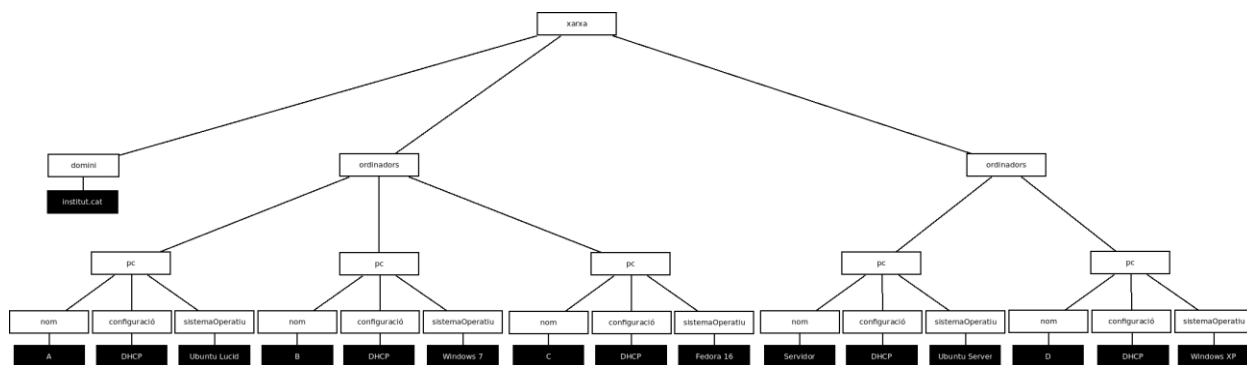 xarxa
domini
ordinadors
ordinadors
institut.cat
pc
pc
pc
pc
pc
nom
configuració
sistemaOperatiu
nom
configuració
sistemaOperatiu
nom
configuració
sistemaOperatiu
nom
configuració
sistemaOperatiu
nom
configuració
sistemaOperatiu
A
DHCP
Ubuntu Lucid
B
DHCP
Windows 7
C
DHCP
Fedora 16
Servidor
DHCP
Ubuntu Server
D
DHCP
Windows XP